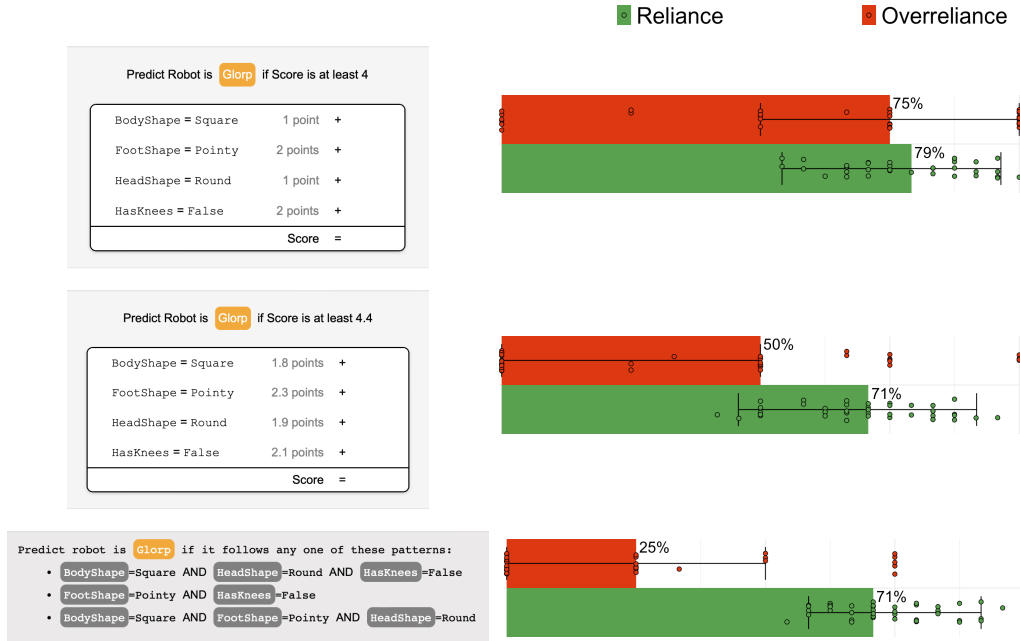 Reliance Overreliance
Predict Robot is Glorp if Score is at least 4
BodyShape = Square 1 point +
FootShape = Pointy 2 points +
HeadShape = Round 1 point +
HasKnees = False 2 points +
Score =
75%
79%
Predict Robot is Glorp if Score is at least 4.4
BodyShape = Square 1.8 points +
FootShape = Pointy 2.3 points +
HeadShape = Round 1.9 points +
HasKnees = False 2.1 points +
Score =
50%
71%
Predict robot is Glorp if it follows any one of these patterns:
• BodyShape=Square AND HeadShape=Round AND HasKnees=False
• FootShape=Pointy AND HasKnees=False
• BodyShape=Square AND FootShape=Pointy AND HeadShape=Round
25%
71%